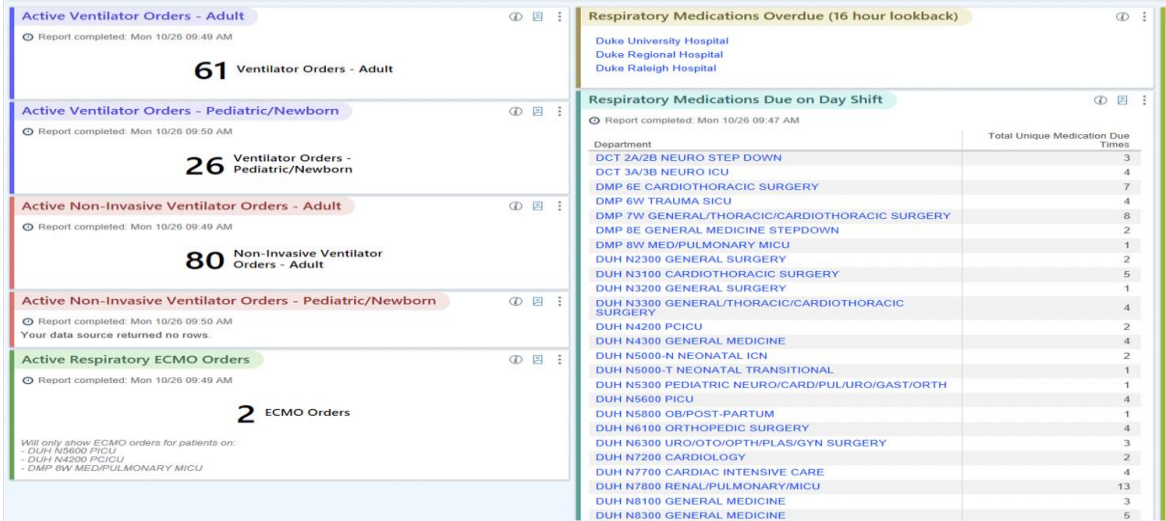 Active Ventilator Orders - Adult
Report completed: Mon 10/26 09:49 AM
61 Ventilator Orders - Adult
Active Ventilator Orders - Pediatric/Newborn
Report completed: Mon 10/26 09:50 AM
26 Ventilator Orders -
Pediatric/Newborn
Active Non-Invasive Ventilator Orders - Adult
Report completed: Mon 10/26 09:49 AM
80 Non-Invasive Ventilator
Orders - Adult
Active Non-Invasive Ventilator Orders - Pediatric/Newborn
Report completed: Mon 10/26 09:50 AM
Your data source returned no rows.
Active Respiratory ECMO Orders
Report completed: Mon 10/26 09:49 AM
2 ECMO Orders
Will only show ECMO orders for patients on:
- DUH N5600 PICU
- DUH N4200 PCICU
- DMP 8W MED/PULMONARY MICU
Respiratory Medications Overdue (16 hour lookback)
Duke University Hospital
Duke Regional Hospital
Duke Raleigh Hospital
Respiratory Medications Due on Day Shift
Report completed: Mon 10/26 09:47 AM
Department Total Unique Medication Due
Times
DCT 2A/2B NEURO STEP DOWN 3
DCT 3A/3B NEURO ICU 4
DMP 6E CARDIOTHORACIC SURGERY 7
DMP 6W TRAUMA SICU 4
DMP 7W GENERAL/THORACIC/CARDIOTHORACIC SURGERY 8
DMP 8E GENERAL MEDICINE STEPDOWN 2
DMP 8W MED/PULMONARY MICU 1
DUH N2300 GENERAL SURGERY 2
DUH N3100 CARDIOTHORACIC SURGERY 5
DUH N3200 GENERAL SURGERY 1
DUH N3300 GENERAL/THORACIC/CARDIOTHORACIC
SURGERY 4
DUH N4200 PCICU 2
DUH N4300 GENERAL MEDICINE 4
DUH N5000-N NEONATAL ICN 2
DUH N5000-T NEONATAL TRANSITIONAL 1
DUH N5300 PEDIATRIC NEURO/CARD/PUL/URO/GAST/ORTH 1
DUH N5600 PICU 4
DUH N5800 OB/POST-PARTUM 1
DUH N6100 ORTHOPEDIC SURGERY 4
DUH N6300 URO/OTO/OPTH/PLAS/GYN SURGERY 3
DUH N7200 CARDIOLOGY 2
DUH N7700 CARDIAC INTENSIVE CARE 4
DUH N7800 RENAL/PULMONARY/MICU 13
DUH N8100 GENERAL MEDICINE 3
DUH N8300 GENERAL MEDICINE 5